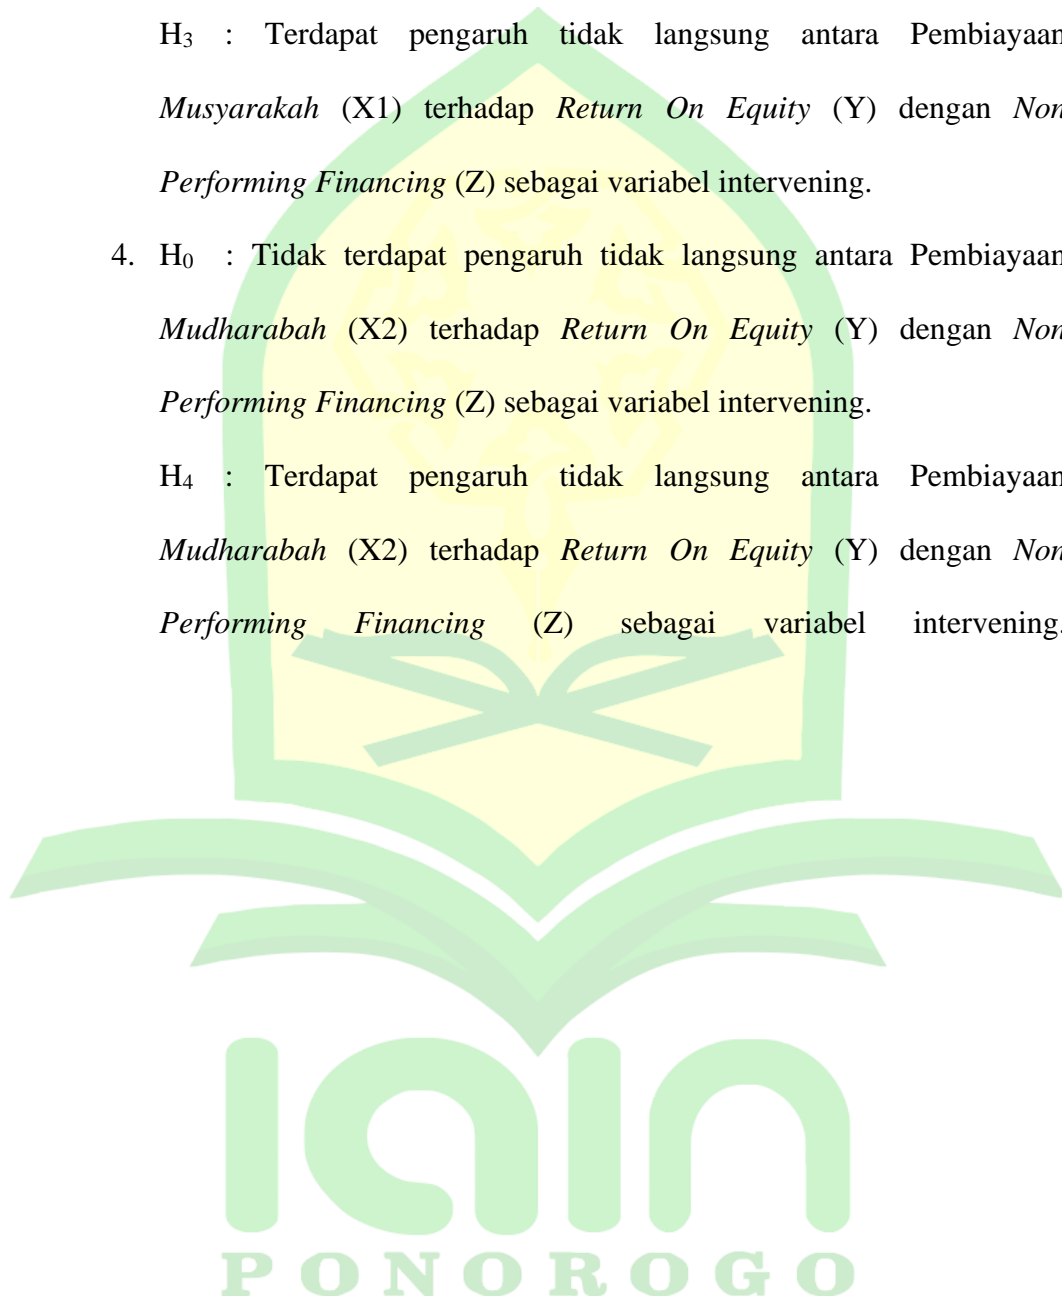 H₃ : Terdapat pengaruh tidak langsung antara Pembiayaan
Musyarakah (X1) terhadap Return On Equity (Y) dengan Non
Performing Financing (Z) sebagai variabel intervening.
4. H₀ : Tidak terdapat pengaruh tidak langsung antara Pembiayaan
Mudharabah (X2) terhadap Return On Equity (Y) dengan Non
Performing Financing (Z) sebagai variabel intervening.
H₄ : Terdapat pengaruh tidak langsung antara Pembiayaan
Mudharabah (X2) terhadap Return On Equity (Y) dengan Non
Performing Financing (Z) sebagai variabel intervening.
IAIN
PONOROGO